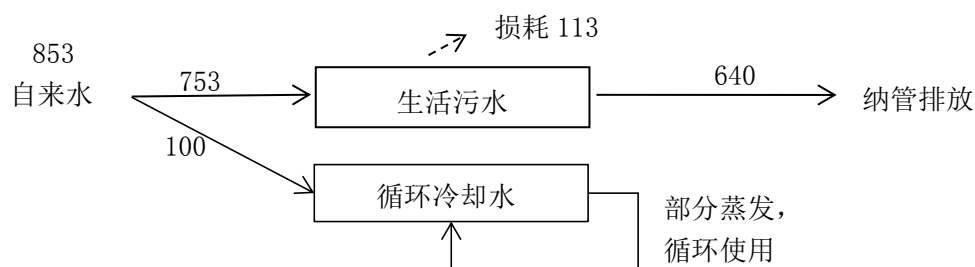 损耗 113
853
自来水
753
生活污水
640
纳管排放
100
循环冷却水
部分蒸发，
循环使用